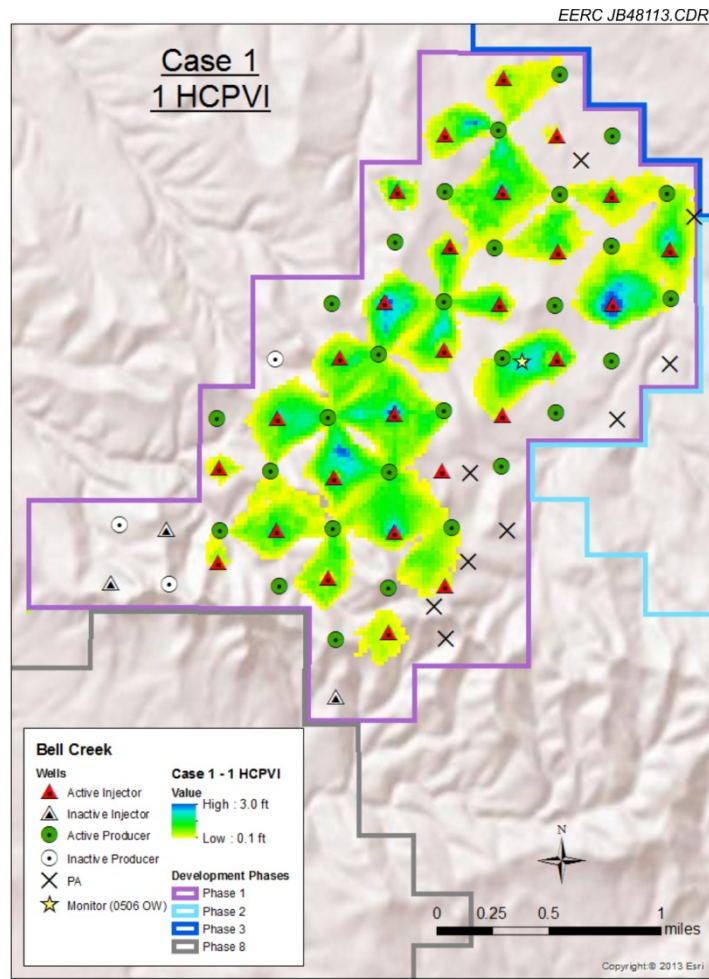 EERC JB48113.CDR
Case 1
1 HCPVI
Bell Creek
Wells
Active Injector
Inactive Injector
Active Producer
Inactive Producer
PA
Monitor (0506 OW)
Case 1 - 1 HCPVI
Value
High : 3.0 ft
Low : 0.1 ft
Development Phases
Phase 1
Phase 2
Phase 3
Phase 8
N
0 0.25 0.5 1
miles
Copyright:© 2013 Esri